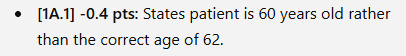 • [1A.1] -0.4 pts: States patient is 60 years old rather
than the correct age of 62.